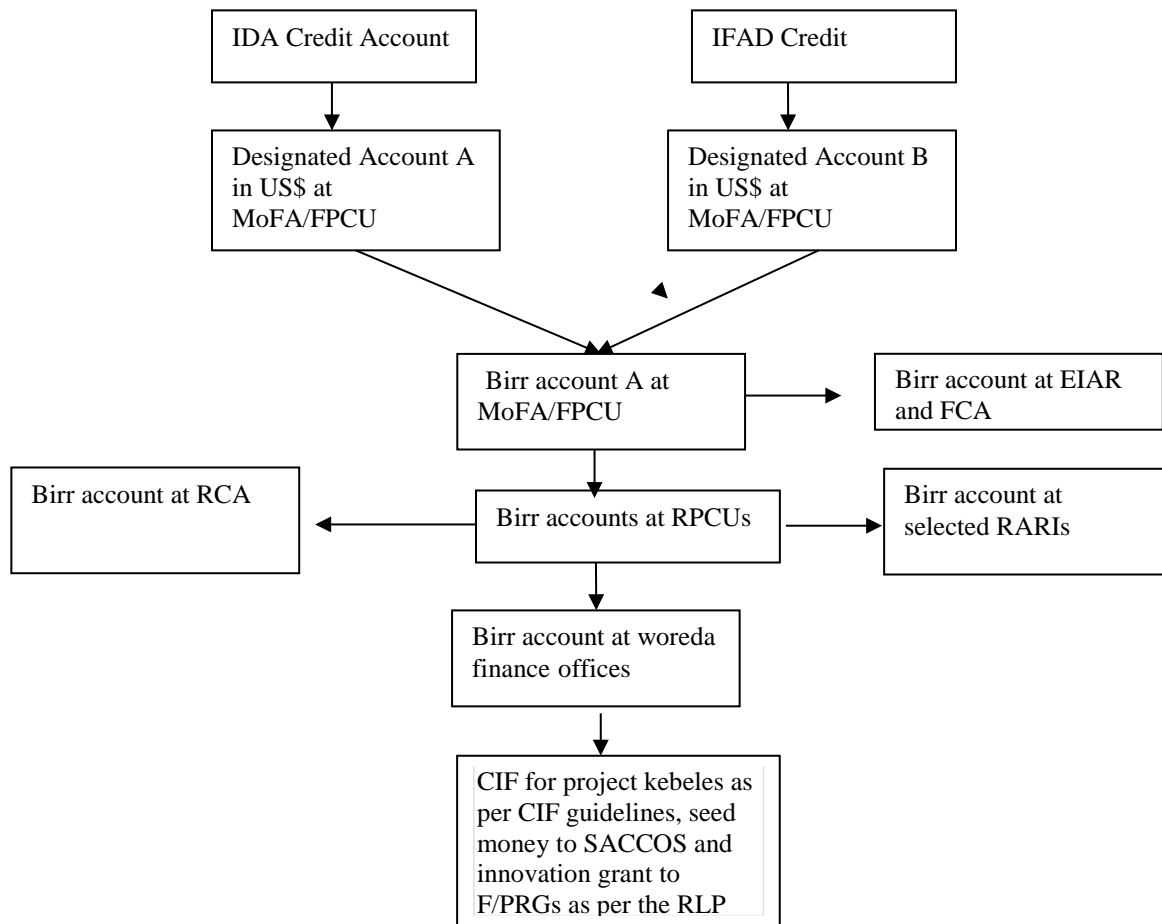 IDA Credit Account
IFAD Credit
Designated Account A
in US$ at
MoFA/FPCU
Designated Account B
in US$ at
MoFA/FPCU
Birr account A at
MoFA/FPCU
Birr account at EIAR
and FCA
Birr account at RCA
Birr accounts at RPCUs
Birr account at
selected RARIs
Birr account at woreda
finance offices
CIF for project kebeles as
per CIF guidelines, seed
money to SACCOS and
innovation grant to
F/PRGs as per the RLP